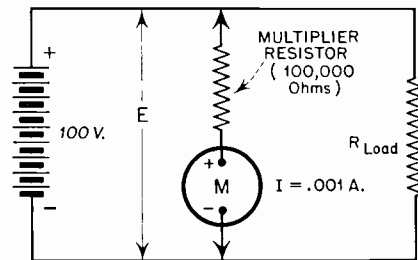 +
100 V.
−
E
MULTIPLIER
RESISTOR
( 100,000
Ohms )
+
M
−
I = .001 A.
R Load